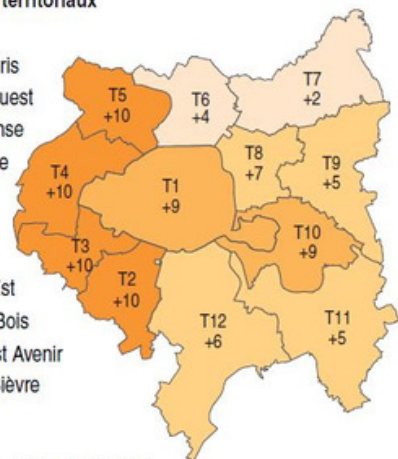 territoriaux
ris
uest
nse
e
st
Bois
st Avenir
ièvre
T5
+10
T6
+4
T7
+2
T4
+10
T1
+9
T8
+7
T9
+5
T3
+10
T2
+10
T10
+9
T12
+6
T11
+5